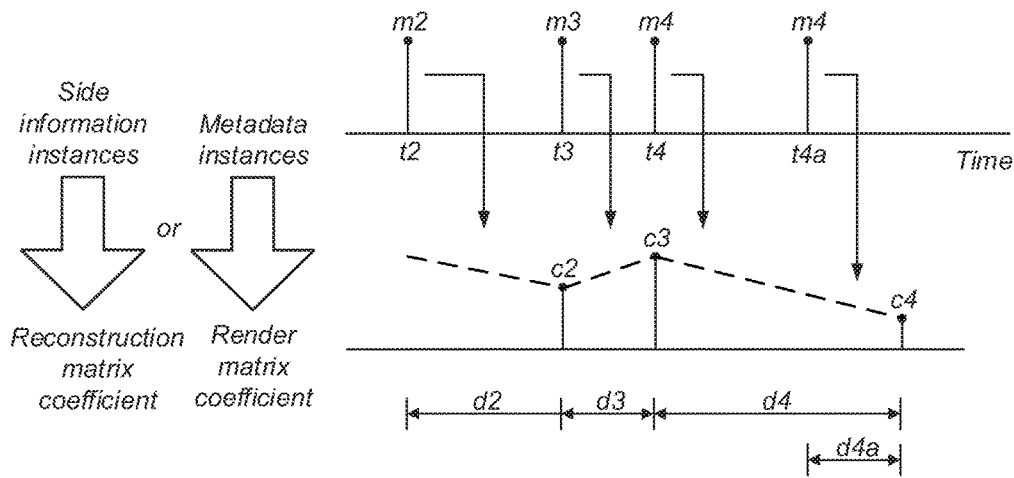 m2 m3 m4 m4
Side
information
instances
Metadata
instances
t2 t3 t4 t4a
Time
or
c2 c3 c4
Reconstruction
matrix
coefficient
Render
matrix
coefficient
d2 d3 d4
d4a